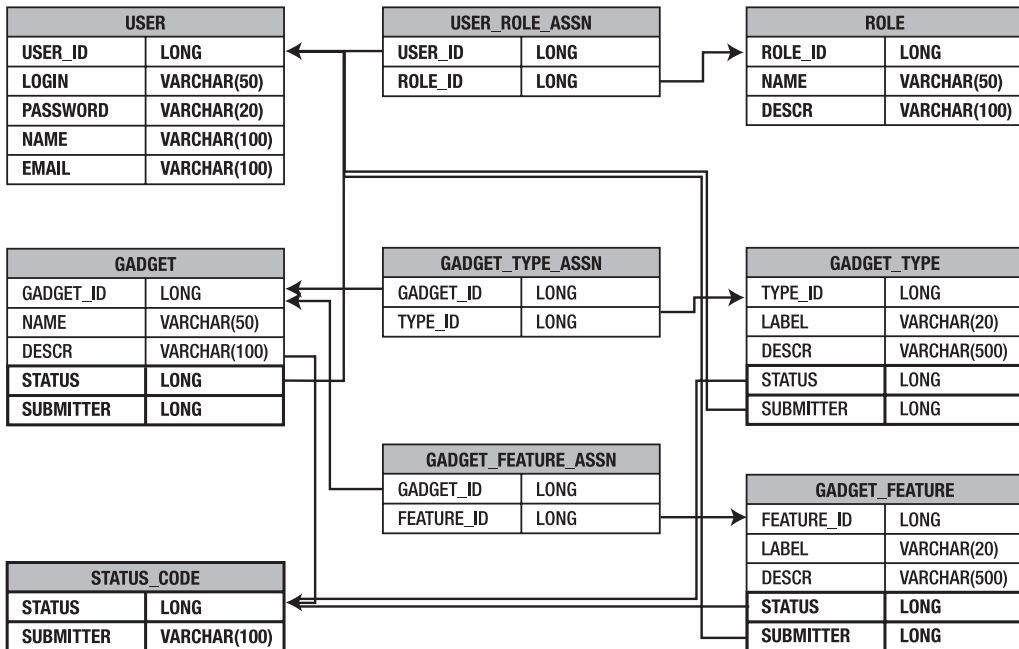 USER
USER_ID LONG
LOGIN VARCHAR(50)
PASSWORD VARCHAR(20)
NAME VARCHAR(100)
EMAIL VARCHAR(100)
USER_ROLE_ASSN
USER_ID LONG
ROLE_ID LONG
ROLE
ROLE_ID LONG
NAME VARCHAR(50)
DESCR VARCHAR(100)
GADGET
GADGET_ID LONG
NAME VARCHAR(50)
DESCR VARCHAR(100)
STATUS LONG
SUBMITTER LONG
GADGET_TYPE_ASSN
GADGET_ID LONG
TYPE_ID LONG
GADGET_TYPE
TYPE_ID LONG
LABEL VARCHAR(20)
DESCR VARCHAR(500)
STATUS LONG
SUBMITTER LONG
GADGET_FEATURE_ASSN
GADGET_ID LONG
FEATURE_ID LONG
GADGET_FEATURE
FEATURE_ID LONG
LABEL VARCHAR(20)
DESCR VARCHAR(500)
STATUS LONG
SUBMITTER LONG
STATUS_CODE
STATUS LONG
SUBMITTER VARCHAR(100)